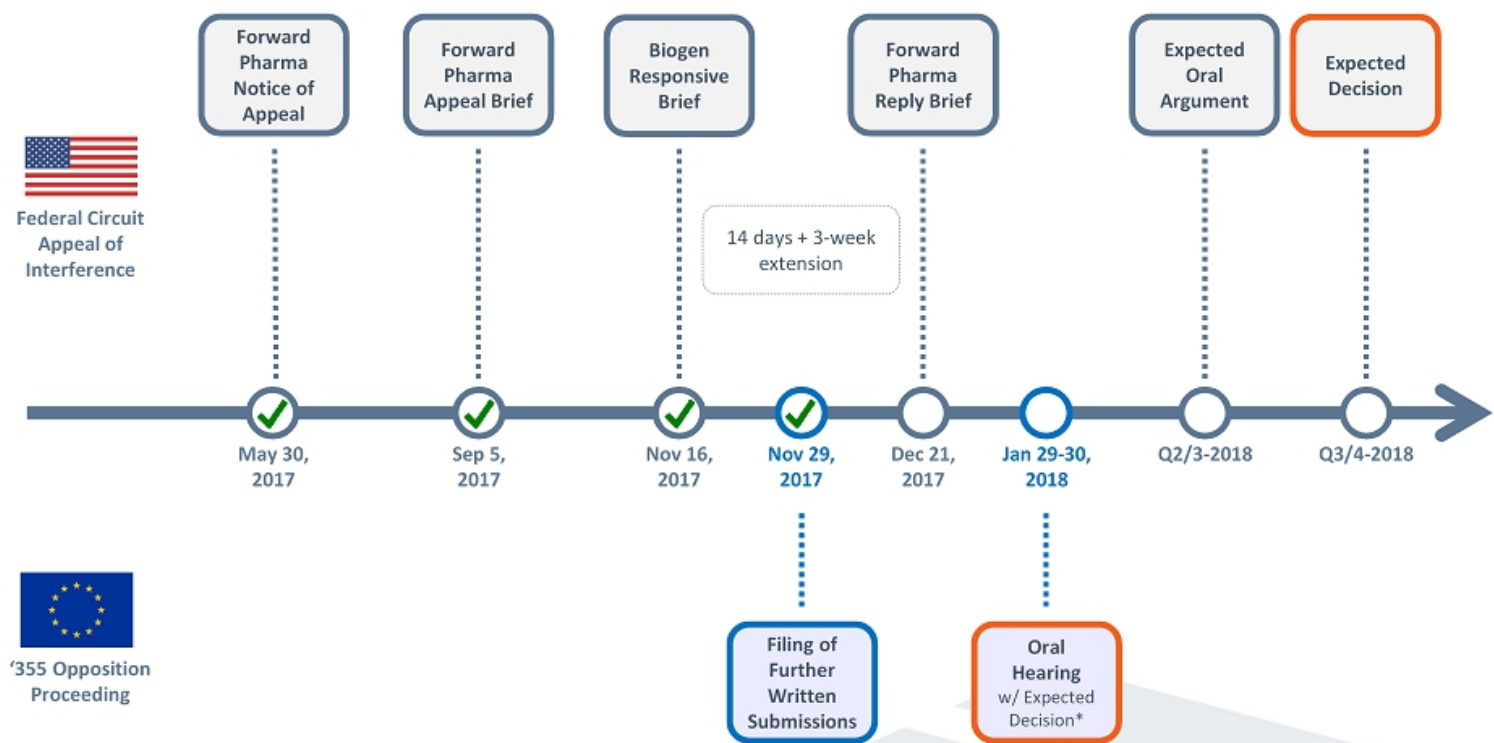 Forward
Pharma
Notice of
Appeal
Forward
Pharma
Appeal Brief
Biogen
Responsive
Brief
Forward
Pharma
Reply Brief
Expected
Oral
Argument
Expected
Decision
Federal Circuit
Appeal of
Interference
14 days + 3-week
extension
May 30,
2017
Sep 5,
2017
Nov 16,
2017
Nov 29,
2017
Dec 21,
2017
Jan 29-30,
2018
Q2/3-2018
Q3/4-2018
‘355 Opposition
Proceeding
Filing of
Further
Written
Submissions
Oral
Hearing
w/ Expected
Decision*